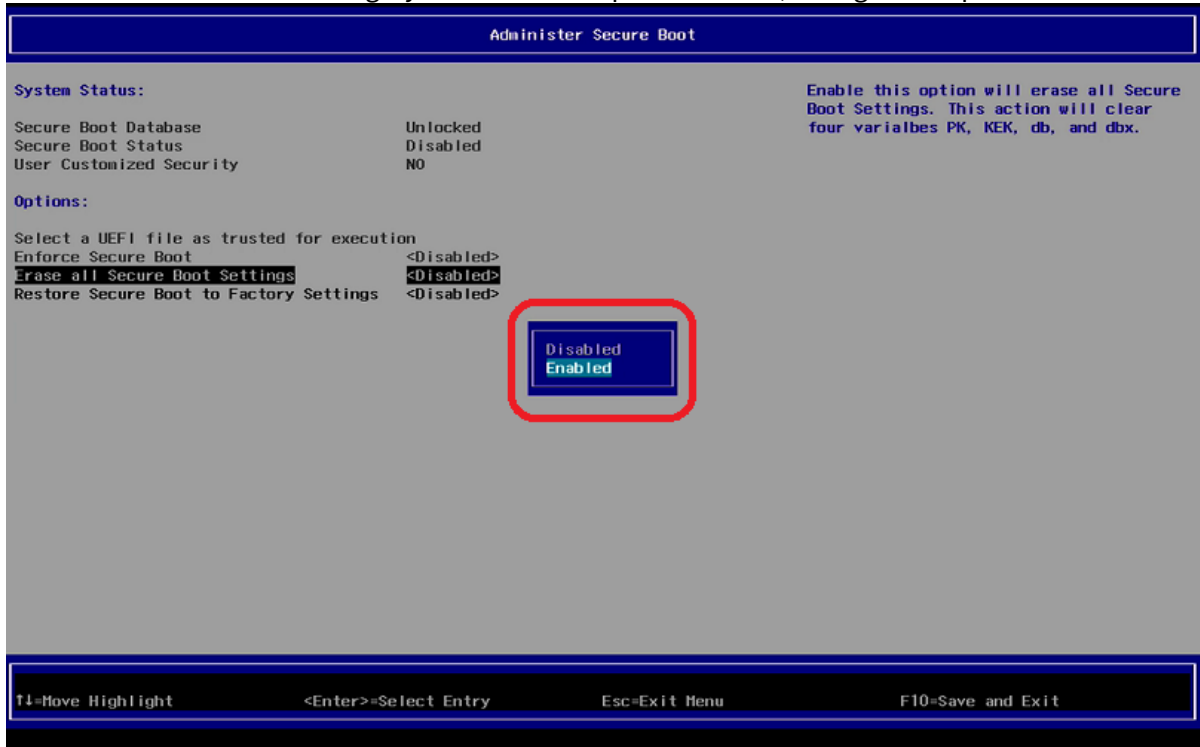 Administer Secure Boot
System Status:
Secure Boot Database Unlocked
Secure Boot Status Disabled
User Customized Security NO
Options:
Select a UEFI file as trusted for execution
Enforce Secure Boot <Disabled>
Erase all Secure Boot Settings <Disabled>
Restore Secure Boot to Factory Settings <Disabled>
Enable this option will erase all Secure
Boot Settings. This action will clear
four varialbes PK, KEK, db, and dbx.
Disabled
Enabled
↑↓=Move Highlight <Enter>=Select Entry Esc=Exit Menu F10=Save and Exit